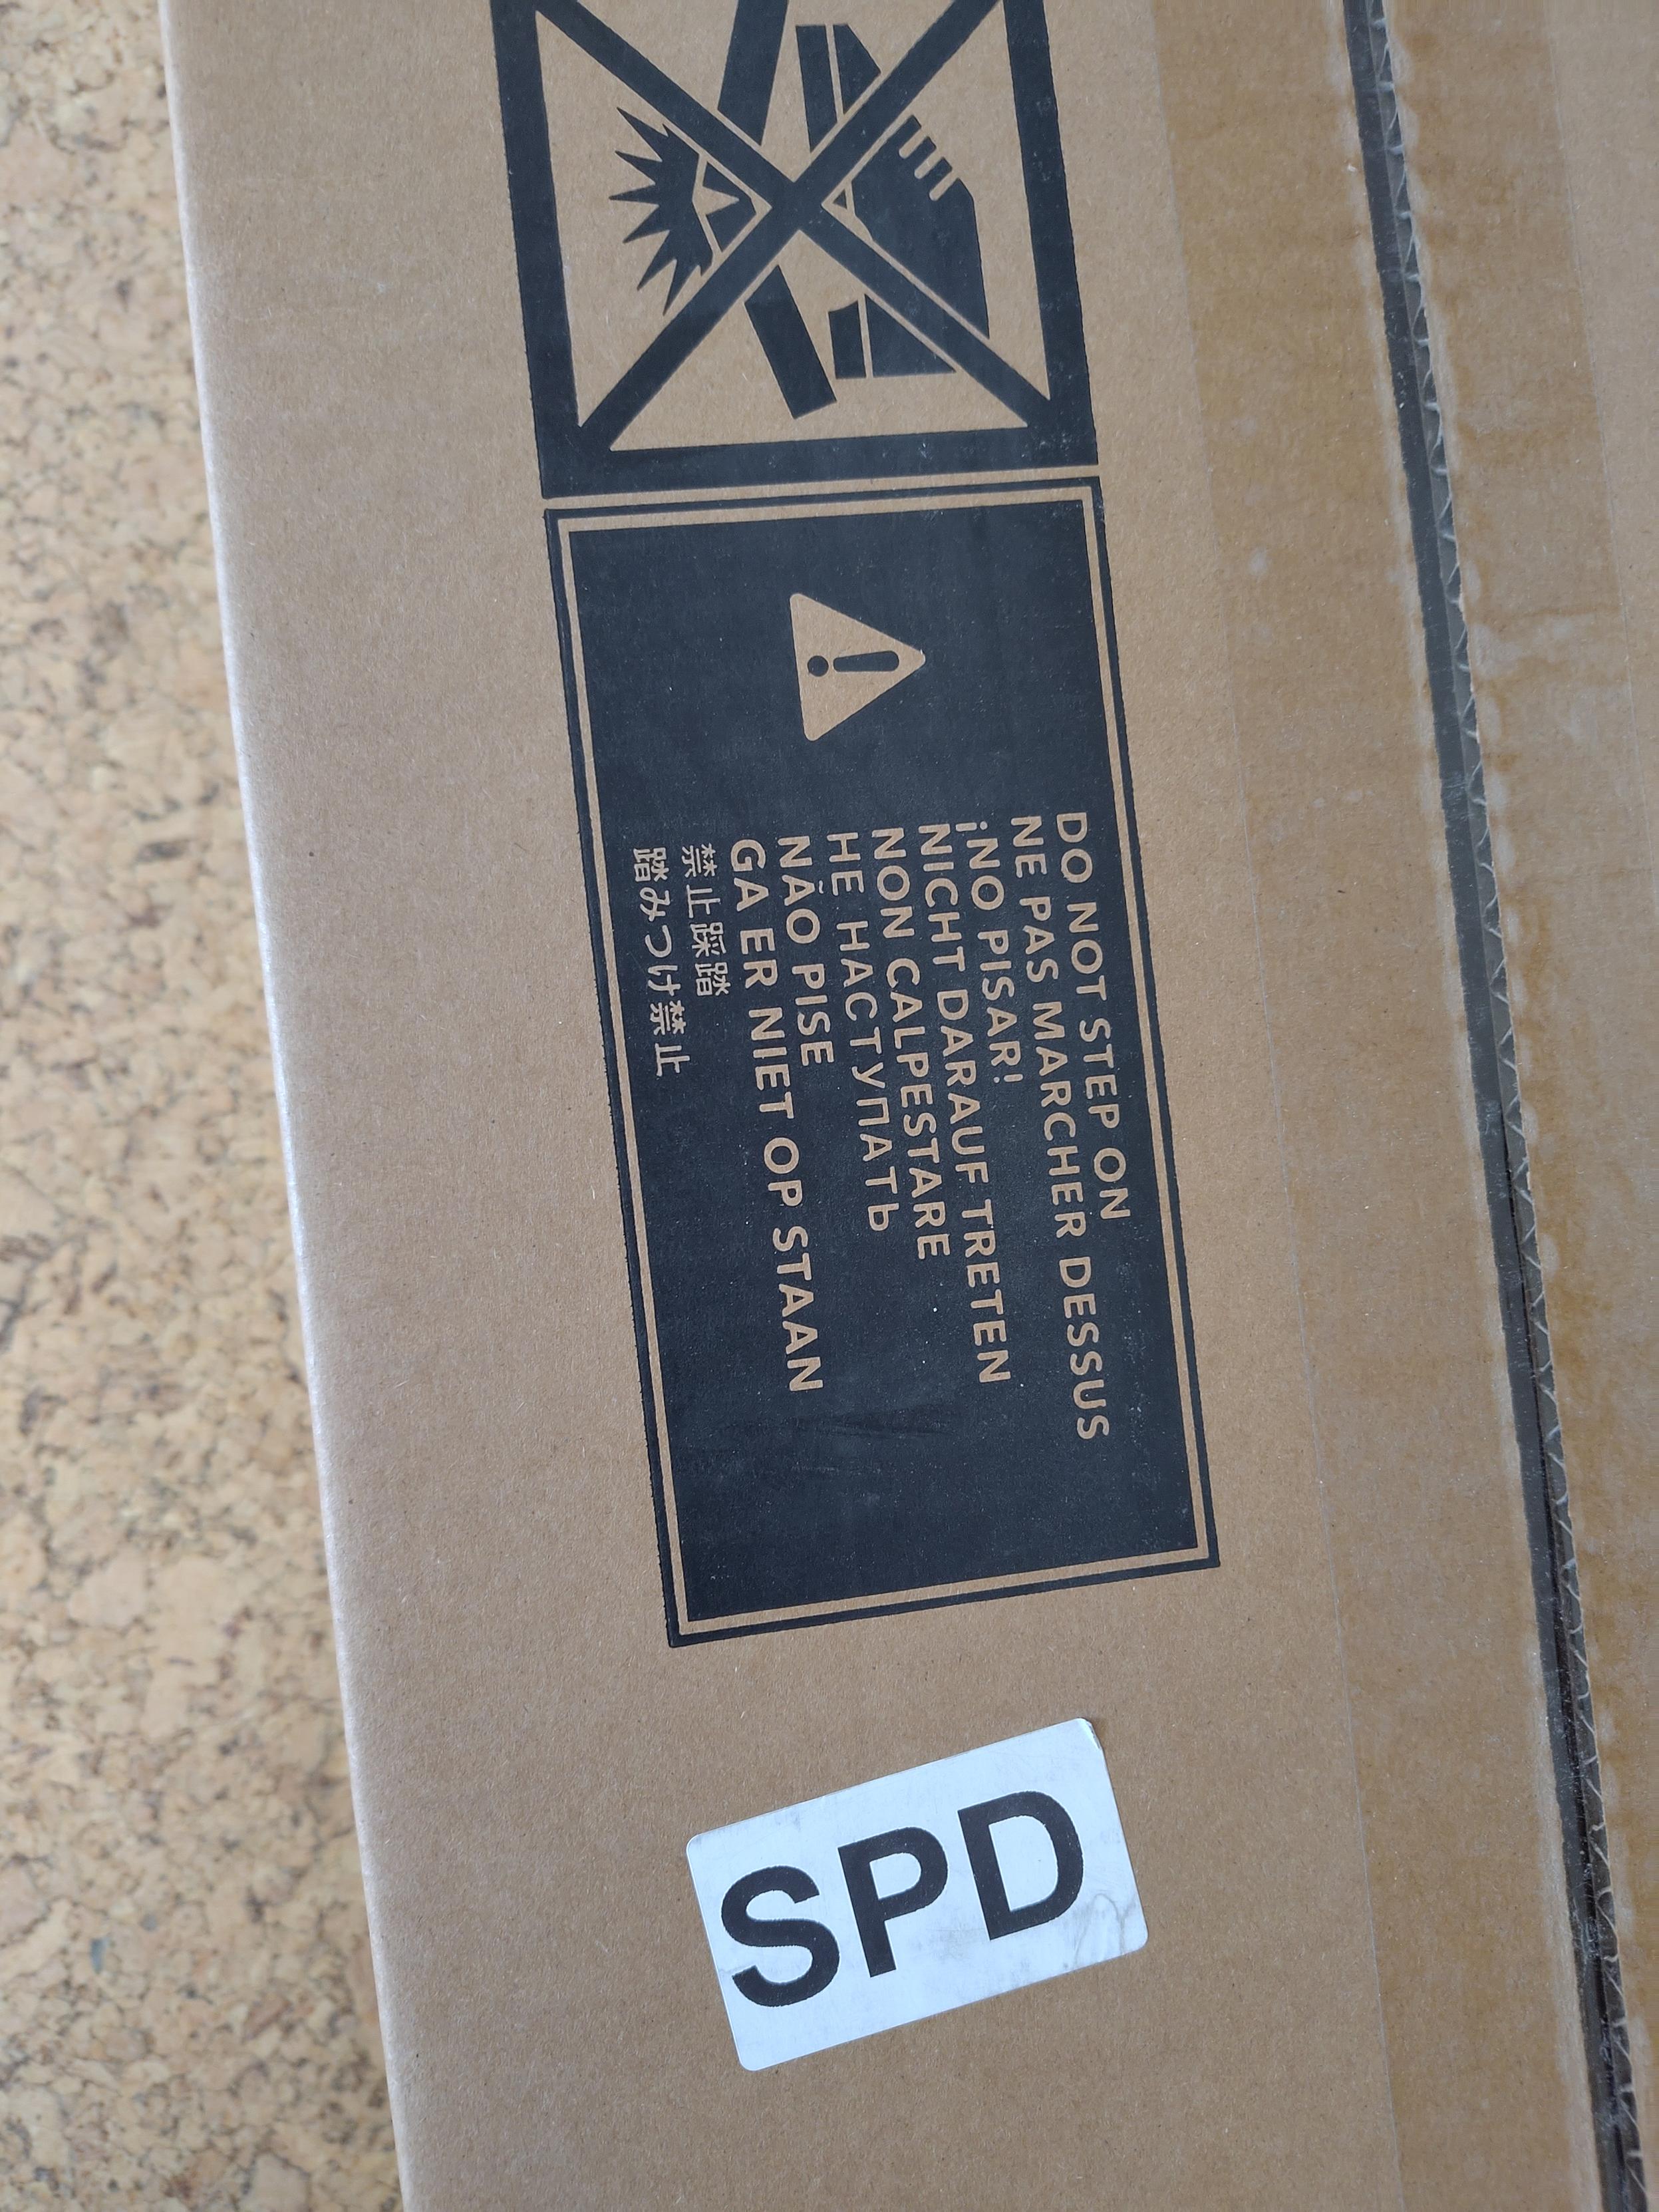 DO NOT STEP ON
NE PAS MARCHER DESSUS
¡NO PISAR!
NICHT DARAUF TRETEN
NON CALPESTARE
НЕ НАСТУПАТЬ
NÃO PISE
GA ER NIET OP STAAN
禁止踩踏
踏みつけ禁止
SPD